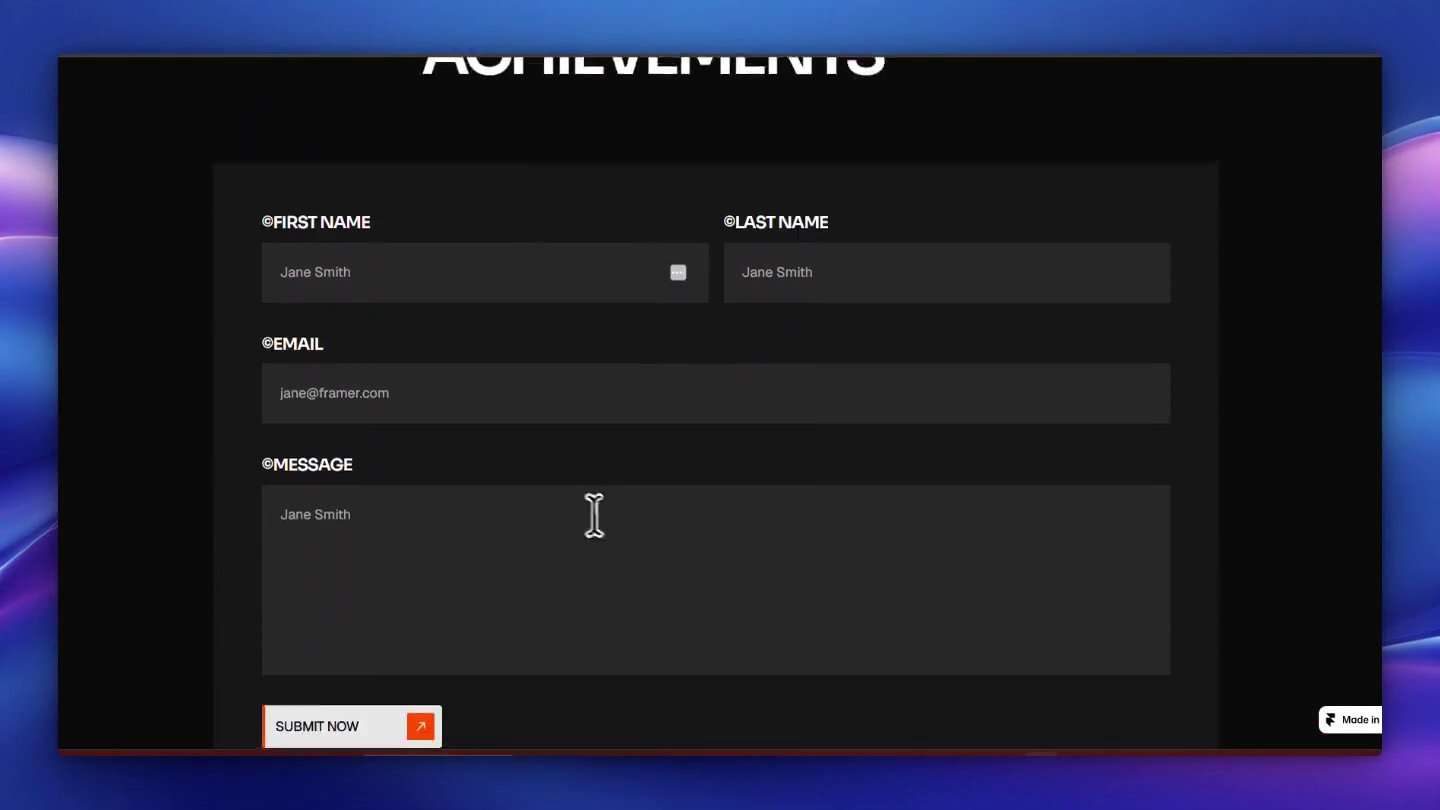 ACHIEVEMENTS
©FIRST NAME
©LAST NAME
Jane Smith
Jane Smith
©EMAIL
jane@framer.com
©MESSAGE
Jane Smith
SUBMIT NOW
Made in